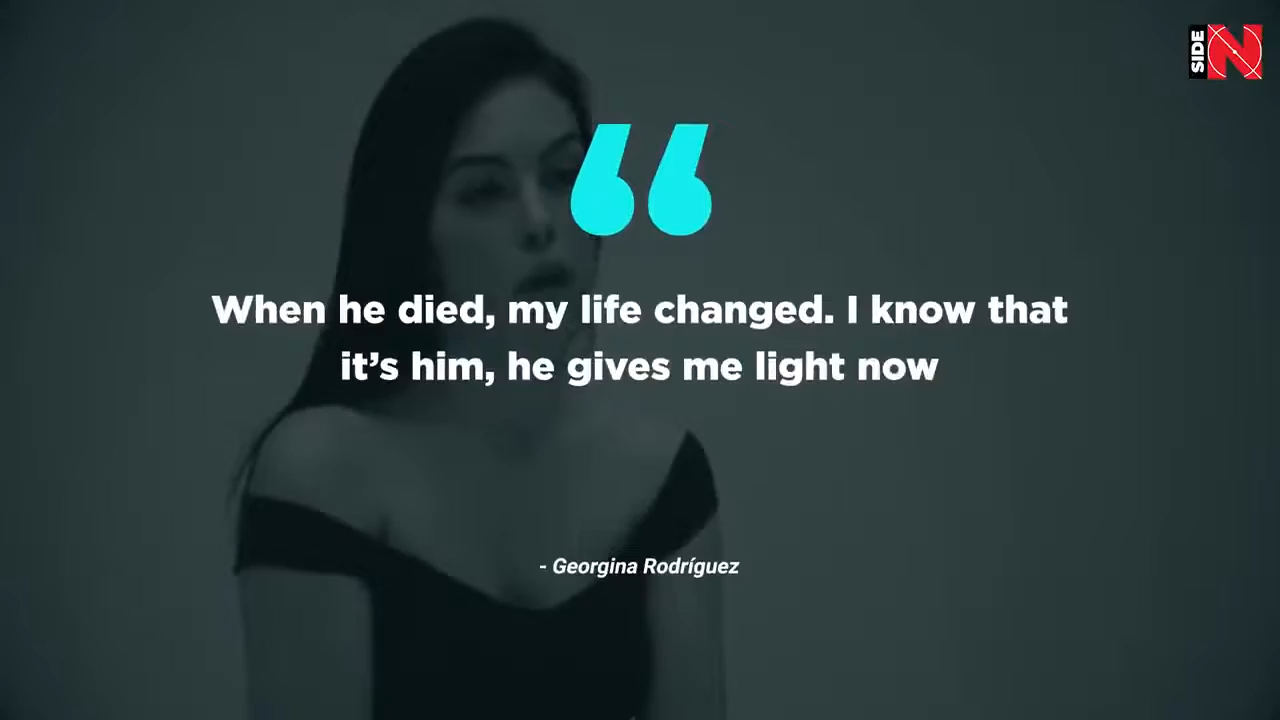 SIDE
N
“
When he died, my life changed. I know that
it’s him, he gives me light now
- Georgina Rodríguez